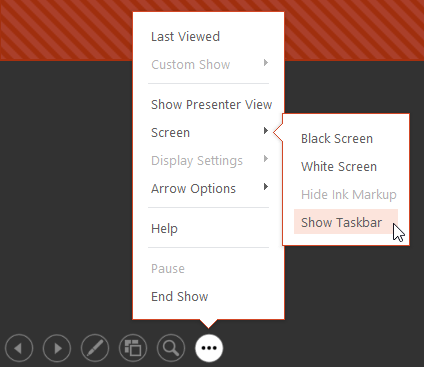 Last Viewed
Custom Show
Show Presenter View
Screen
Display Settings
Arrow Options
Help
Pause
End Show
Black Screen
White Screen
Hide Ink Markup
Show Taskbar